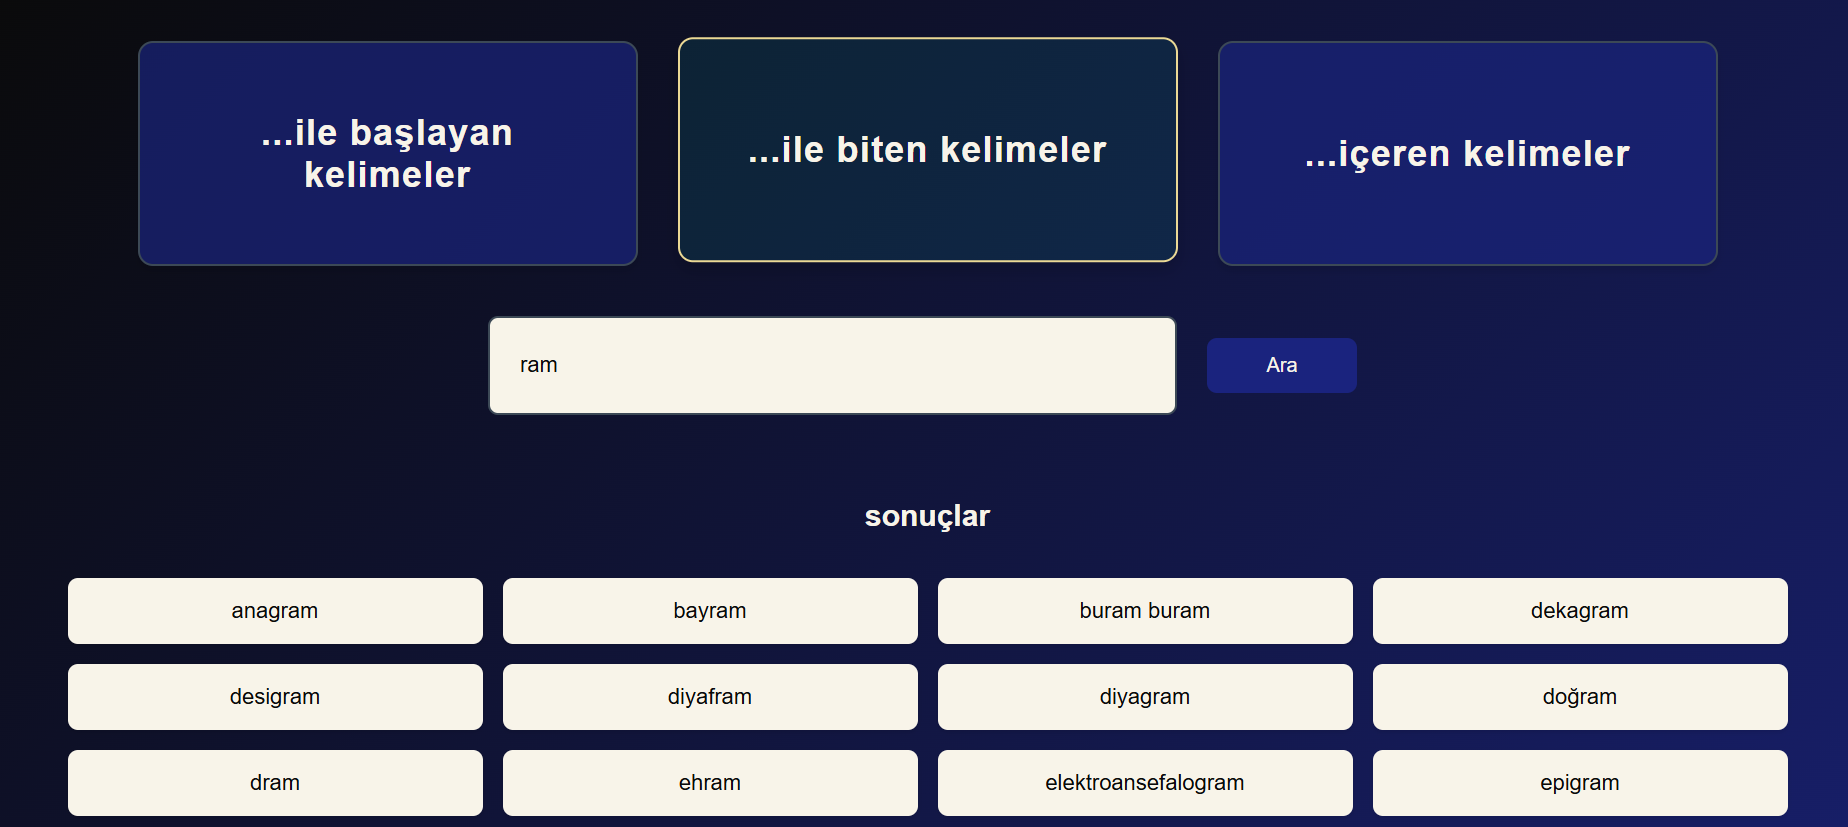 ...ile başlayan
kelimeler
...ile biten kelimeler
...içeren kelimeler
ram
Ara
sonuçlar
anagram
bayram
buram buram
dekagram
desigram
diyafram
diyagram
doğram
dram
ehram
elektroansefalogram
epigram